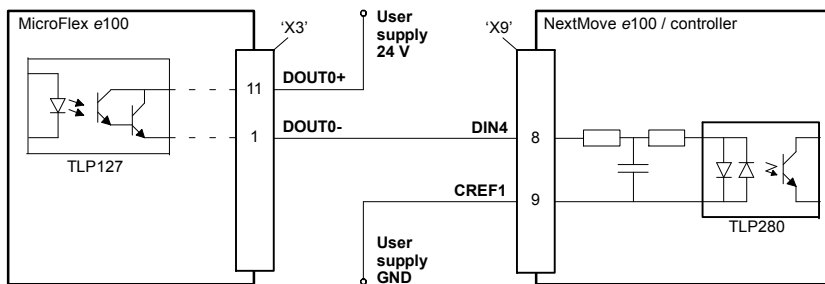 MicroFlex e100
'X3'
User
supply
24 V
'X9'
NextMove e100 / controller
11
DOUT0+
1
DOUT0-
DIN4
8
TLP127
CREF1
9
TLP280
User
supply
GND